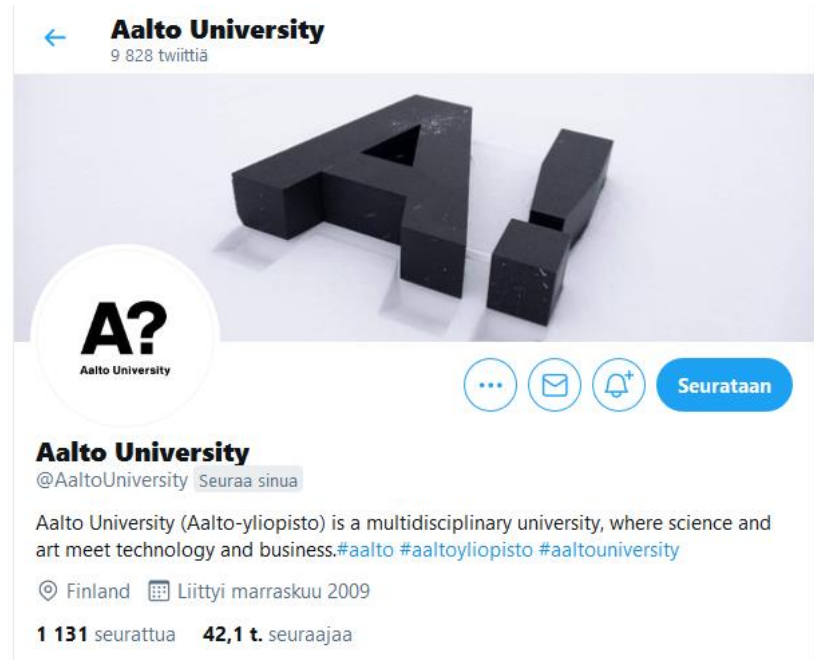 Aalto University
9 828 twiittiä
A!
A?
Aalto University
Seurataan
Aalto University
@AaltoUniversity Seuraa sinua
Aalto University (Aalto-yliopisto) is a multidisciplinary university, where science and
art meet technology and business.#aalto #aaltoyliopisto #aaltouniversity
Finland Liittyi marraskuu 2009
1 131 seurattua 42,1 t. seuraajaa